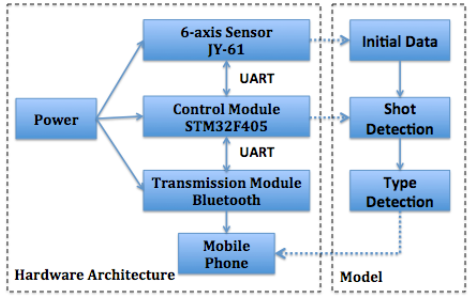 6-axis Sensor
JY-61
Initial Data
UART
Power
Control Module
STM32F405
Shot
Detection
UART
Transmission Module
Bluetooth
Type
Detection
Mobile
Phone
Hardware Architecture
Model